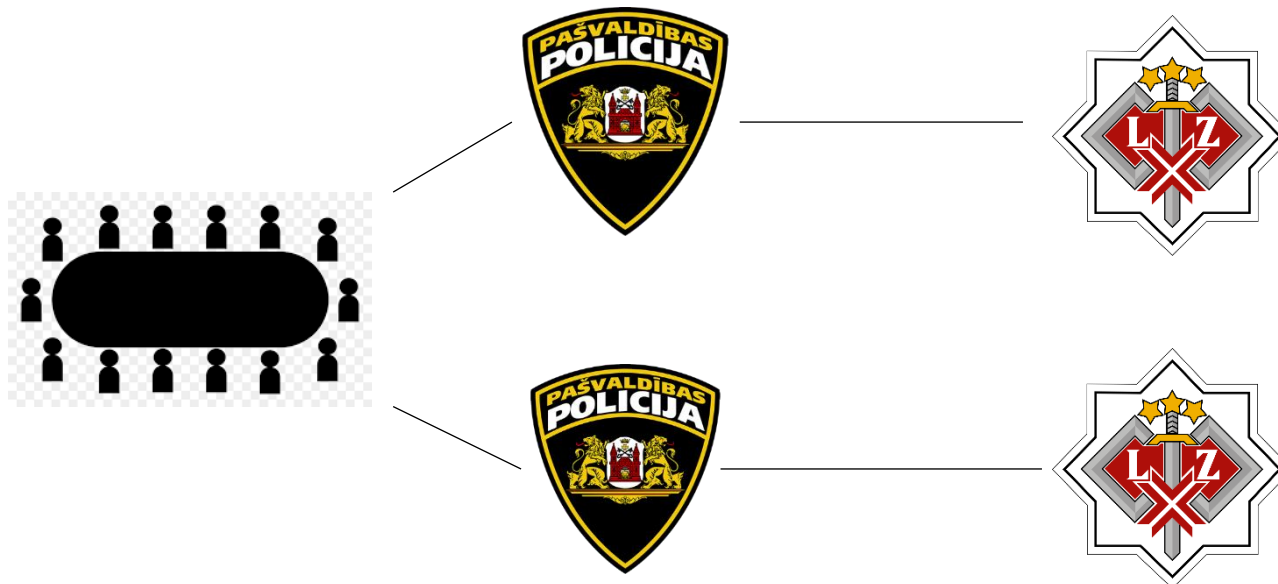 PAŠVALDĪBAS
POLICIJA
L Z
PAŠVALDĪBAS
POLICIJA
L Z